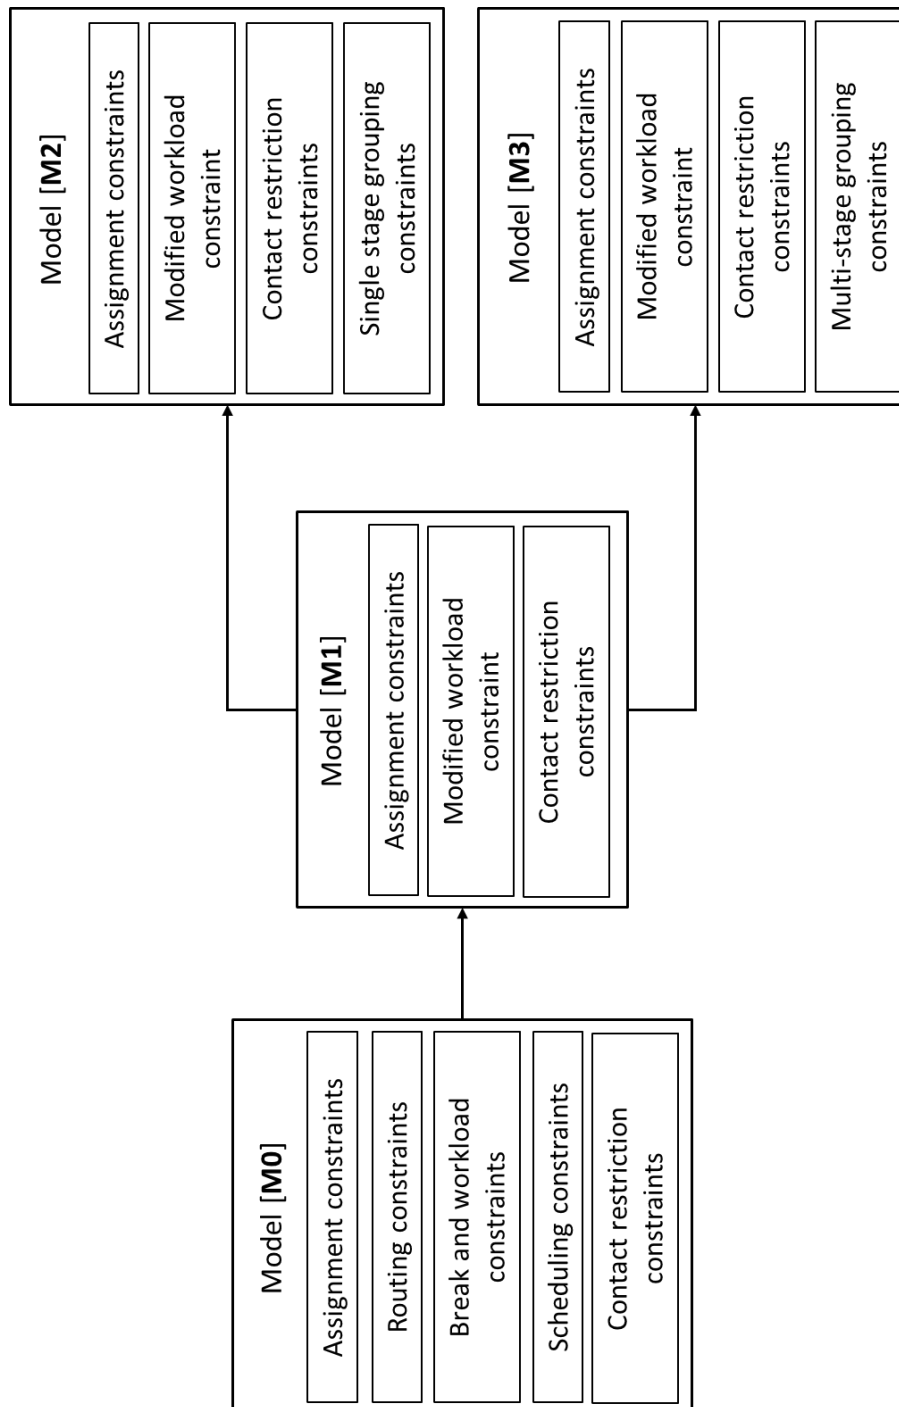 Model [M0]
Assignment constraints
Routing constraints
Break and workload
constraints
Scheduling constraints
Contact restriction
constraints
Model [M1]
Assignment constraints
Modified workload
constraint
Contact restriction
constraints
Model [M2]
Assignment constraints
Modified workload
constraint
Contact restriction
constraints
Single stage grouping
constraints
Model [M3]
Assignment constraints
Modified workload
constraint
Contact restriction
constraints
Multi-stage grouping
constraints